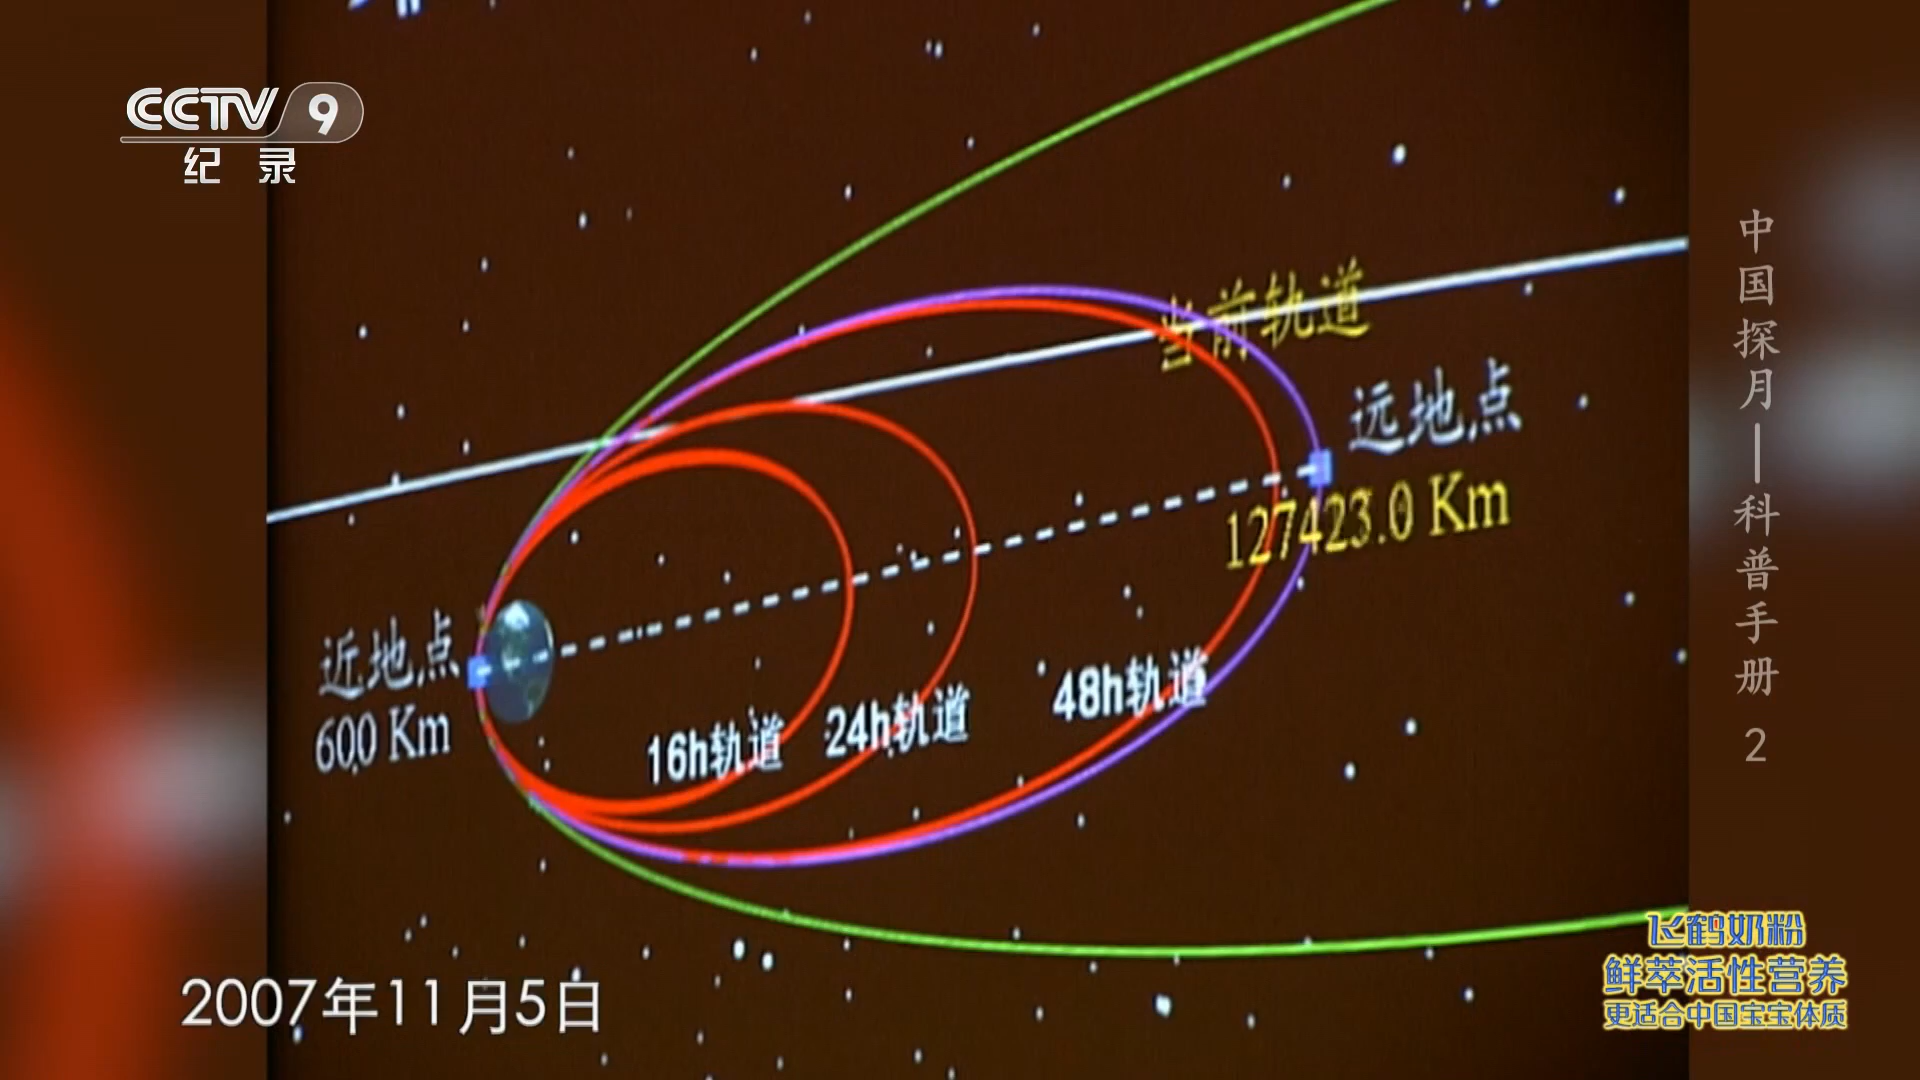 CCTV 9
纪录
当前轨道
远地点
127423.0 Km
近地点
600 Km
16h轨道
24h轨道
48h轨道
中国探月—科普手册 2
2007年11月5日
飞鹤奶粉
鲜萃活性营养
更适合中国宝宝体质